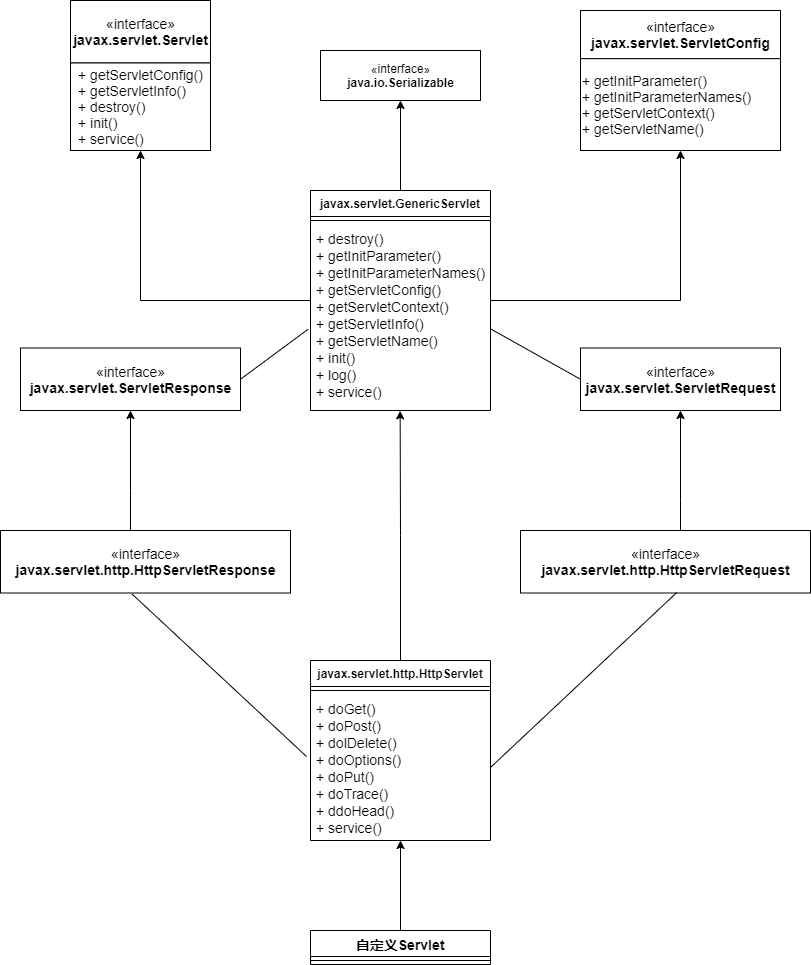 «interface»
javax.servlet.Servlet
+ getServletConfig()
+ getServletInfo()
+ destroy()
+ init()
+ service()
«interface»
java.io.Serializable
«interface»
javax.servlet.ServletConfig
+ getInitParameter()
+ getInitParameterNames()
+ getServletContext()
+ getServletName()
javax.servlet.GenericServlet
+ destroy()
+ getInitParameter()
+ getInitParameterNames()
+ getServletConfig()
+ getServletContext()
+ getServletInfo()
+ getServletName()
+ init()
+ log()
+ service()
«interface»
javax.servlet.ServletResponse
«interface»
javax.servlet.ServletRequest
«interface»
javax.servlet.http.HttpServletResponse
«interface»
javax.servlet.http.HttpServletRequest
javax.servlet.http.HttpServlet
+ doGet()
+ doPost()
+ dolDelete()
+ doOptions()
+ doPut()
+ doTrace()
+ ddoHead()
+ service()
自定义Servlet